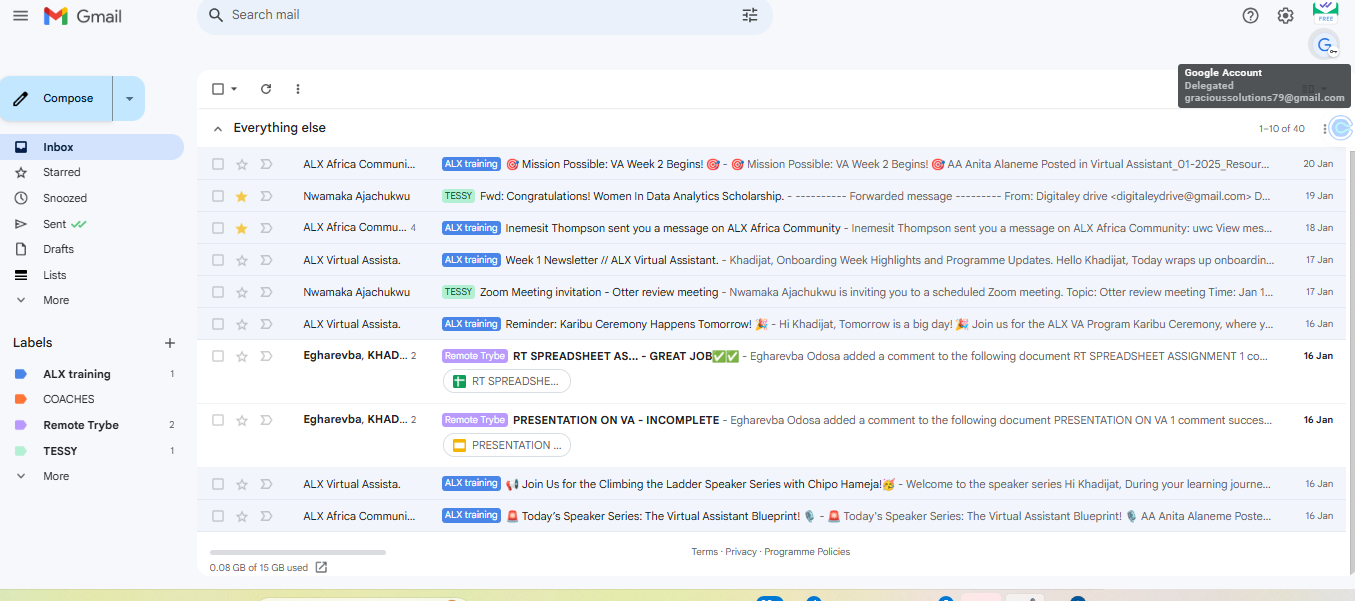 Gmail
Search mail
FREE
G
Google Account
Delegated
gracioussolutions79@gmail.com
Compose
Everything else
1–10 of 40
Inbox
Starred
Snoozed
Sent
Drafts
Lists
More
Labels
ALX training 1
COACHES
Remote Trybe 2
TESSY 1
More
ALX Africa Communi... ALX training 🎯 Mission Possible: VA Week 2 Begins! 🎯 - 🎯 Mission Possible: VA Week 2 Begins! 🎯 AA Anita Alaneme Posted in Virtual Assistant_01-2025_Resour... 20 Jan
Nwamaka Ajachukwu TESSY Fwd: Congratulations! Women In Data Analytics Scholarship. - ---------- Forwarded message --------- From: Digitaley drive <digitaleydrive@gmail.com> D... 19 Jan
ALX Africa Commu... 4 ALX training Inemesit Thompson sent you a message on ALX Africa Community - Inemesit Thompson sent you a message on ALX Africa Community: uwc View mes... 18 Jan
ALX Virtual Assista. ALX training Week 1 Newsletter // ALX Virtual Assistant. - Khadijat, Onboarding Week Highlights and Programme Updates. Hello Khadijat, Today wraps up onboardin... 17 Jan
Nwamaka Ajachukwu TESSY Zoom Meeting invitation - Otter review meeting - Nwamaka Ajachukwu is inviting you to a scheduled Zoom meeting. Topic: Otter review meeting Time: Jan 1... 17 Jan
ALX Virtual Assista. ALX training Reminder: Karibu Ceremony Happens Tomorrow! 🎉 - Hi Khadijat, Tomorrow is a big day! 🎉 Join us for the ALX VA Program Karibu Ceremony, where y... 16 Jan
Egharevba, KHAD... 2 Remote Trybe RT SPREADSHEET AS... - GREAT JOB✅✅ - Egharevba Odosa added a comment to the following document RT SPREADSHEET ASSIGNMENT 1 co... 16 Jan
RT SPREADSHE...
Egharevba, KHAD... 2 Remote Trybe PRESENTATION ON VA - INCOMPLETE - Egharevba Odosa added a comment to the following document PRESENTATION ON VA 1 comment succes... 16 Jan
PRESENTATION ...
ALX Virtual Assista. ALX training 📢 Join Us for the Climbing the Ladder Speaker Series with Chipo Hameja!🥳 - Welcome to the speaker series Hi Khadijat, During your learning journe... 16 Jan
ALX Africa Communi... ALX training 🚨 Today's Speaker Series: The Virtual Assistant Blueprint! 🎙️ - 🚨 Today's Speaker Series: The Virtual Assistant Blueprint! 🎙️ AA Anita Alaneme Poste... 16 Jan
Terms · Privacy · Programme Policies
0.08 GB of 15 GB used